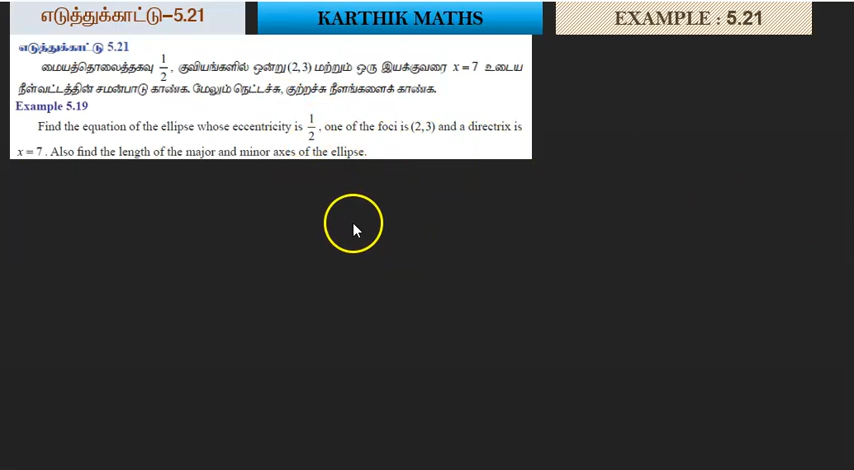 எடுத்துக்காட்டு–5.21
KARTHIK MATHS
EXAMPLE : 5.21
எடுத்துக்காட்டு 5.21
மையத்தொலைத்தகவு 1/2, குவியங்களில் ஒன்று (2,3) மற்றும் ஒரு இயக்குவரை x = 7 உடைய
நீள்வட்டத்தின் சமன்பாடு காண்க. மேலும் நெட்டச்சு, குற்றச்சு நீளங்களைக் காண்க.
Example 5.19
Find the equation of the ellipse whose eccentricity is 1/2, one of the foci is (2,3) and a directrix is
x = 7. Also find the length of the major and minor axes of the ellipse.